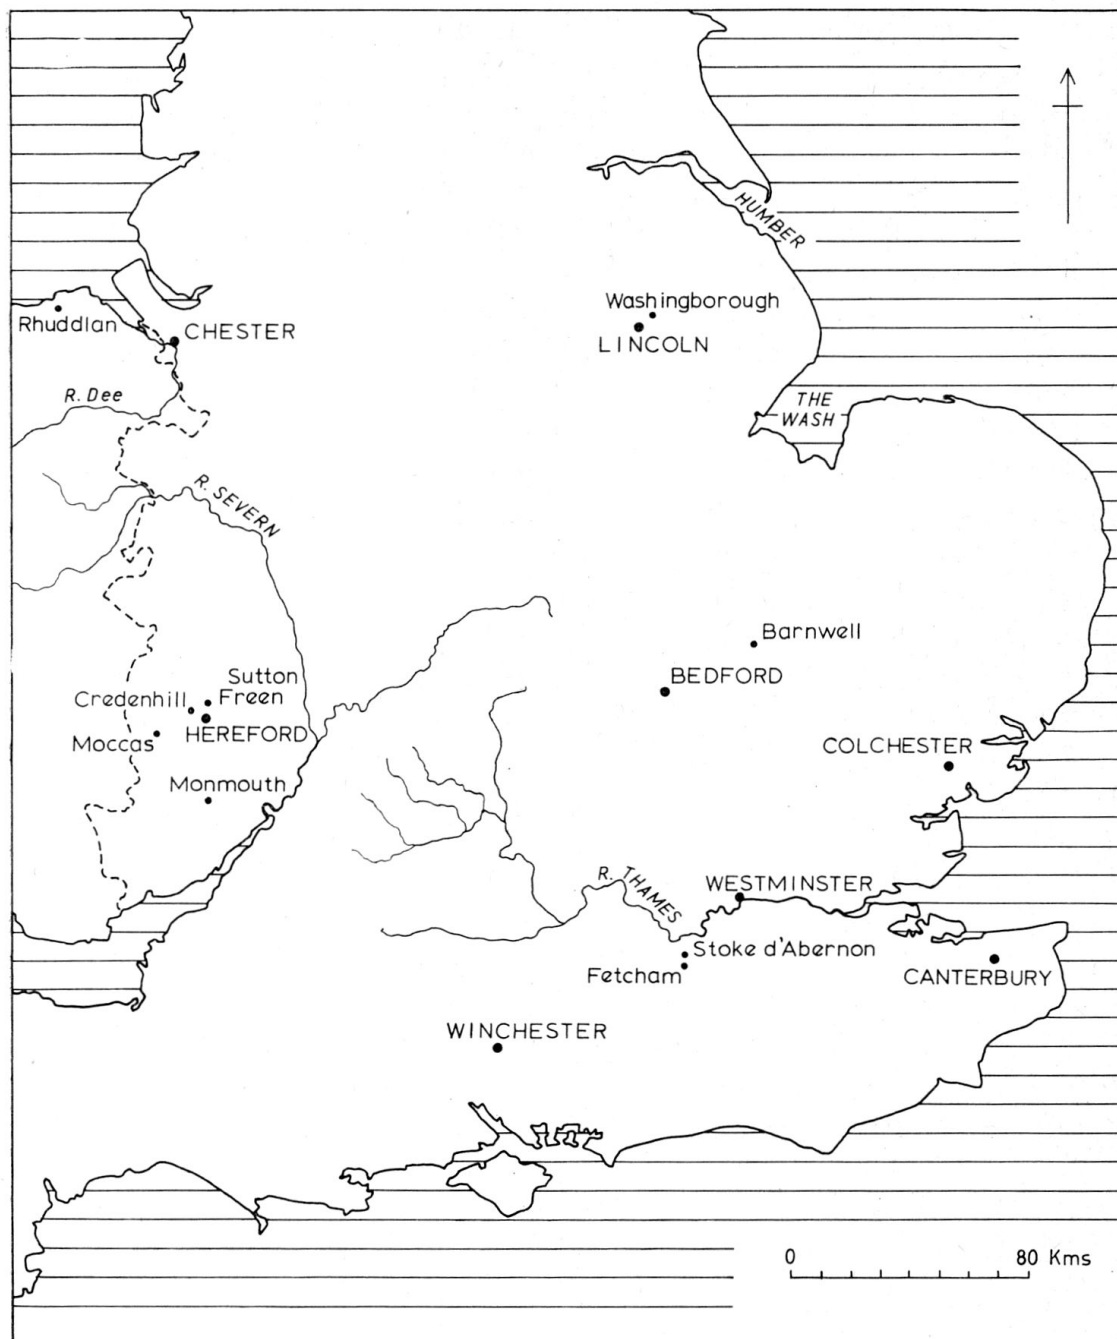 HUMBER
Washingborough
LINCOLN
Rhuddlan
CHESTER
R. Dee
THE
WASH
R. SEVERN
Barnwell
BEDFORD
Sutton
Freen
Credenhill
HEREFORD
Moccas
COLCHESTER
Monmouth
R. THAMES
WESTMINSTER
Stoke d'Abernon
Fetcham
CANTERBURY
WINCHESTER
0 80 Kms